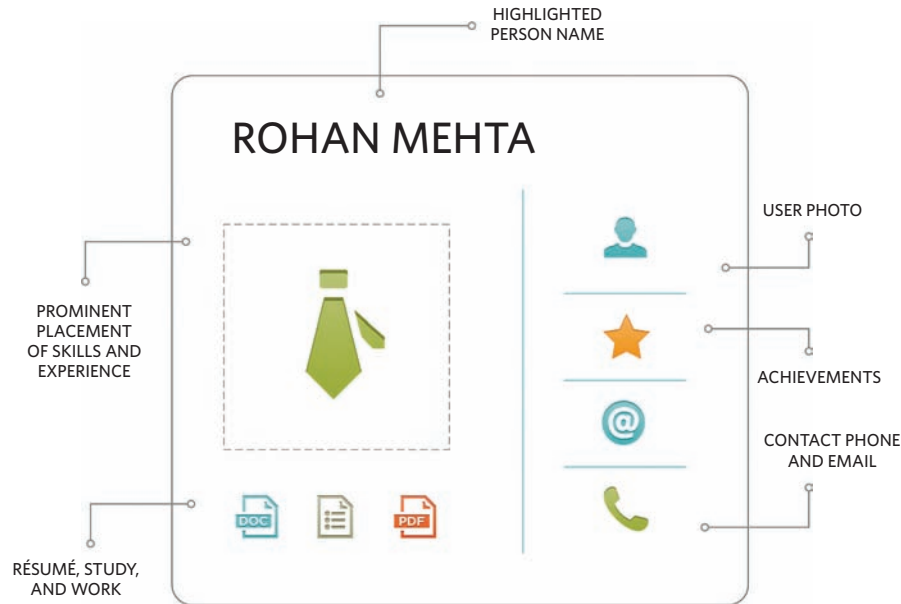 HIGHLIGHTED
PERSON NAME
ROHAN MEHTA
USER PHOTO
PROMINENT
PLACEMENT
OF SKILLS AND
EXPERIENCE
ACHIEVEMENTS
@
CONTACT PHONE
AND EMAIL
DOC
PDF
RÉSUMÉ, STUDY,
AND WORK